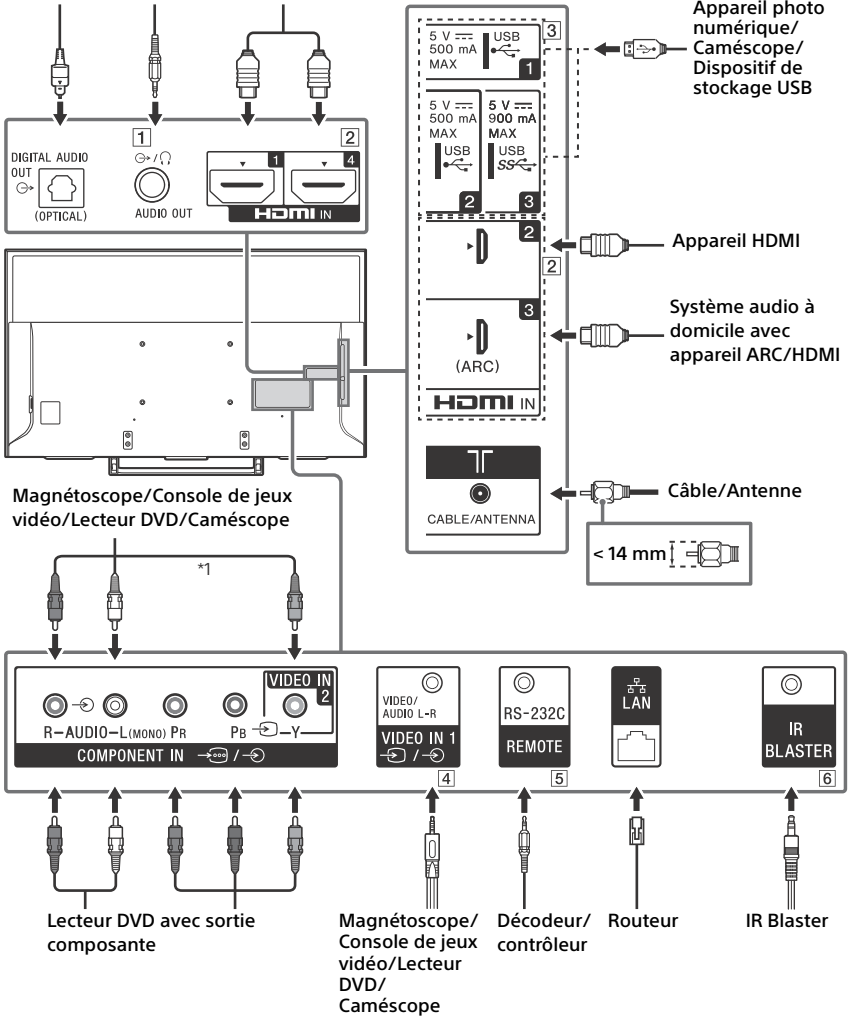 Appareil photo
numérique/
Caméscope/
Dispositif de
stockage USB
5 V
500 mA
MAX
USB
3
1
5 V
500 mA
MAX
USB
2
5 V
900 mA
MAX
USB
SS
3
1
2
DIGITAL AUDIO
OUT
(OPTICAL)
AUDIO OUT
1
4
HDMI IN
2
Appareil HDMI
2
3
(ARC)
HDMI IN
Système audio à
domicile avec
appareil ARC/HDMI
CABLE/ANTENNA
Câble/Antenne
< 14 mm
Magnétoscope/Console de jeux
vidéo/Lecteur DVD/Caméscope
*1
R-AUDIO-L(MONO) PR PB Y
VIDEO IN
2
COMPONENT IN /
VIDEO/
AUDIO L-R
VIDEO IN 1
/
4
RS-232C
REMOTE
5
LAN
IR
BLASTER
6
Lecteur DVD avec sortie
composante
Magnétoscope/
Console de jeux
vidéo/Lecteur
DVD/
Caméscope
Décodeur/
contrôleur
Routeur
IR Blaster